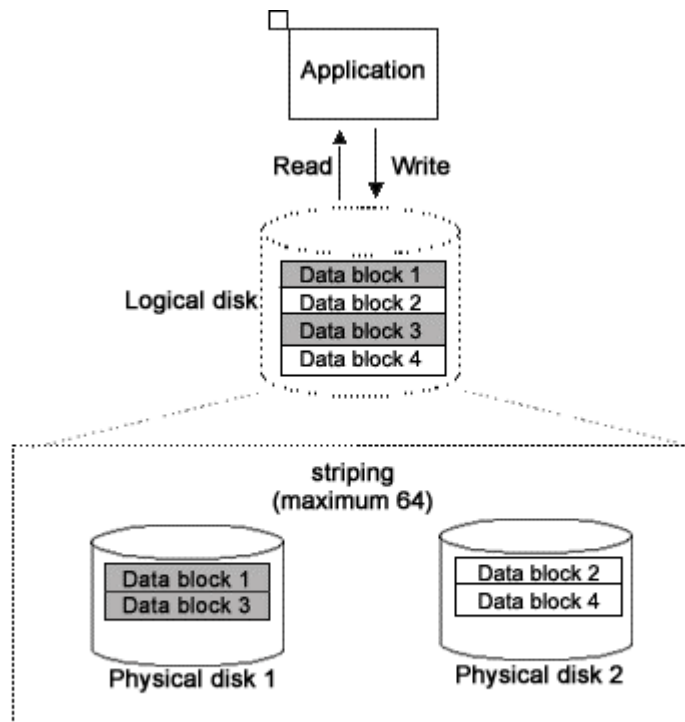 Application
Read
Write
Data block 1
Logical disk
Data block 2
Data block 3
Data block 4
striping
(maximum 64)
Data block 1
Data block 3
Data block 2
Data block 4
Physical disk 1
Physical disk 2